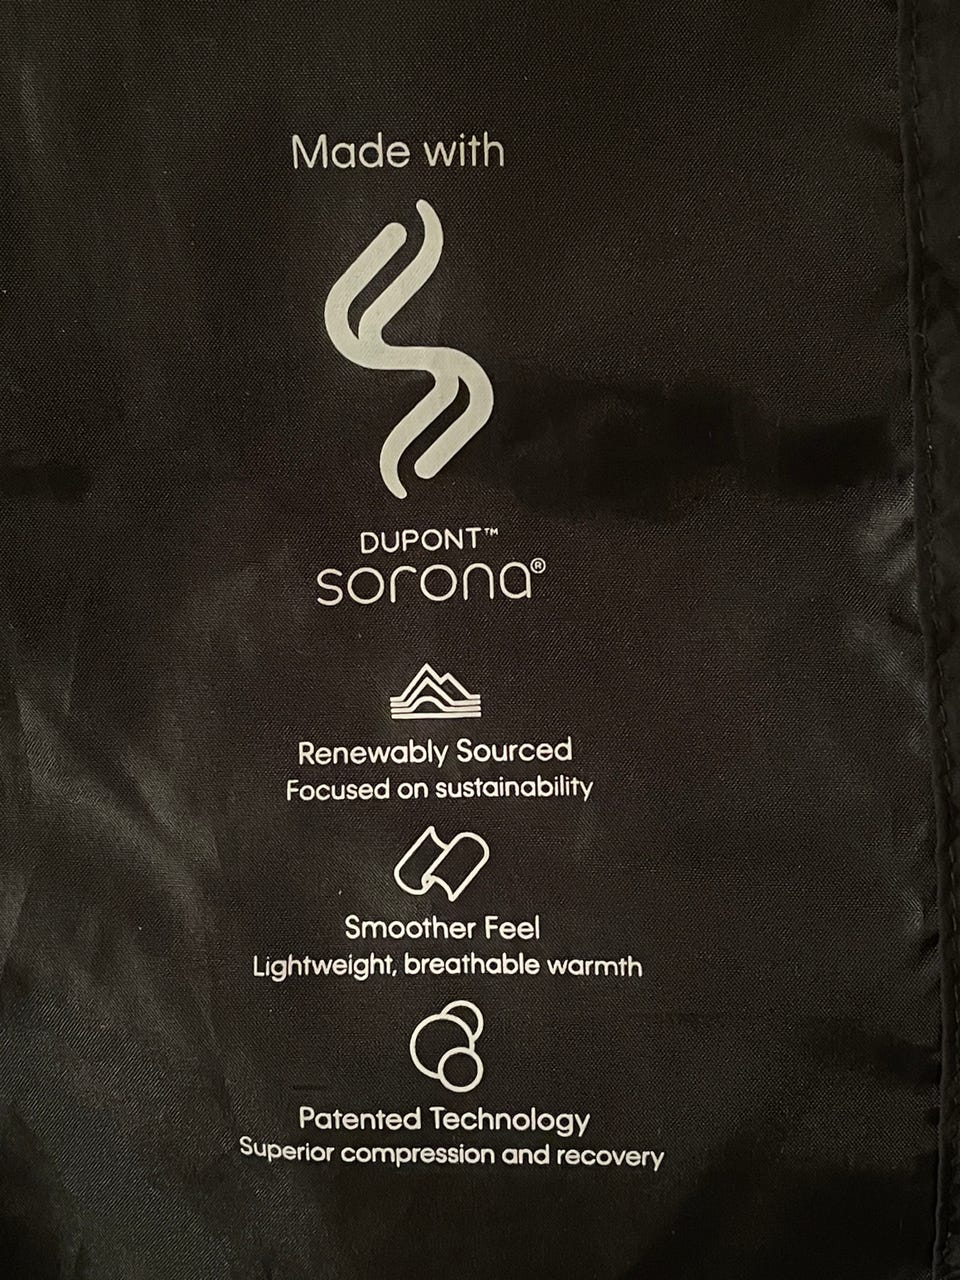 Made with
DUPONT™
sorona®
Renewably Sourced
Focused on sustainability
Smoother Feel
Lightweight, breathable warmth
Patented Technology
Superior compression and recovery